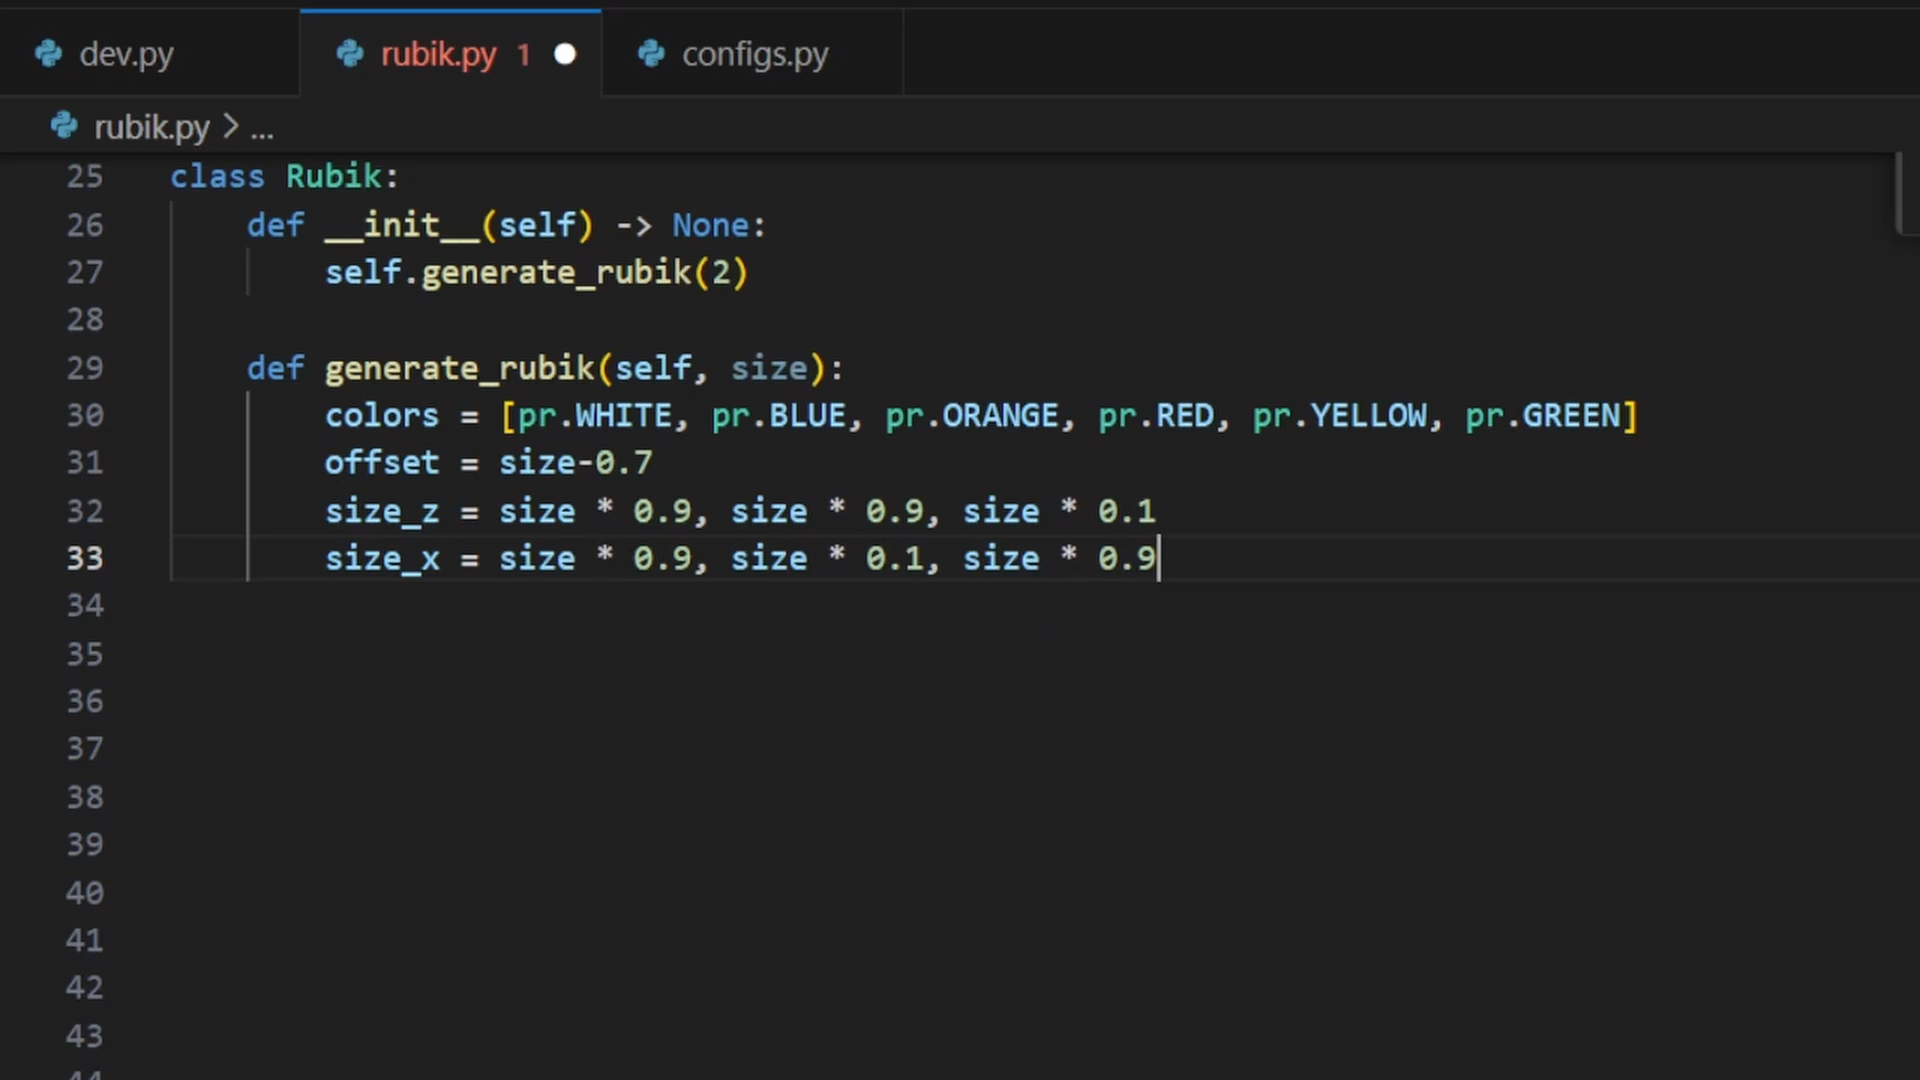 dev.py
rubik.py 1
configs.py
rubik.py > ...
25 class Rubik:
26 def __init__(self) -> None:
27 self.generate_rubik(2)
28
29 def generate_rubik(self, size):
30 colors = [pr.WHITE, pr.BLUE, pr.ORANGE, pr.RED, pr.YELLOW, pr.GREEN]
31 offset = size-0.7
32 size_z = size * 0.9, size * 0.9, size * 0.1
33 size_x = size * 0.9, size * 0.1, size * 0.9
34
35
36
37
38
39
40
41
42
43
44